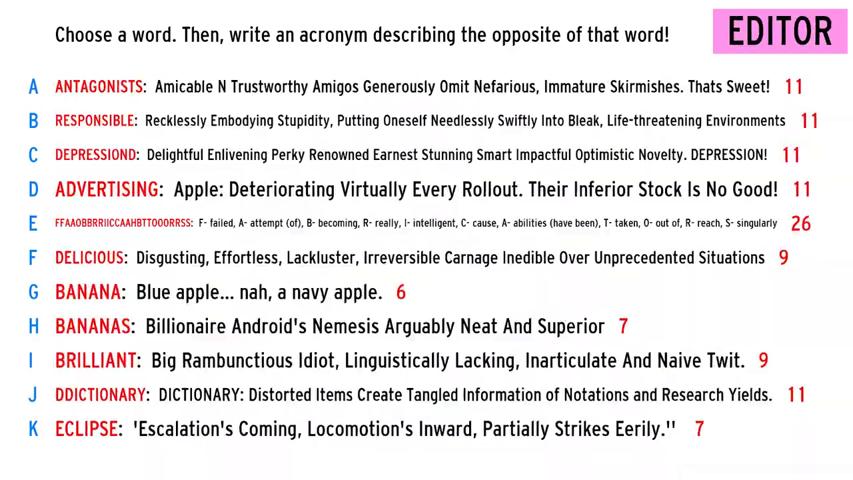 Choose a word. Then, write an acronym describing the opposite of that word!
EDITOR
A ANTAGONISTS: Amicable N Trustworthy Amigos Generously Omit Nefarious, Immature Skirmishes. Thats Sweet! 11
B RESPONSIBLE: Recklessly Embodying Stupidity, Putting Oneself Needlessly Swiftly Into Bleak, Life-threatening Environments 11
C DEPRESSIOND: Delightful Enlivening Perky Renowned Earnest Stunning Smart Impactful Optimistic Novelty. DEPRESSION! 11
D ADVERTISING: Apple: Deteriorating Virtually Every Rollout. Their Inferior Stock Is No Good! 11
E FFAAOBBRRIICCAAHBTTOOORRSS: F- failed, A- attempt (of), B- becoming, R- really, I- intelligent, C- cause, A- abilities (have been), T- taken, O- out of, R- reach, S- singularly 26
F DELICIOUS: Disgusting, Effortless, Lackluster, Irreversible Carnage Inedible Over Unprecedented Situations 9
G BANANA: Blue apple... nah, a navy apple. 6
H BANANAS: Billionaire Android's Nemesis Arguably Neat And Superior 7
I BRILLIANT: Big Rambunctious Idiot, Linguistically Lacking, Inarticulate And Naive Twit. 9
J DDICTIONARY: DICTIONARY: Distorted Items Create Tangled Information of Notations and Research Yields. 11
K ECLIPSE: 'Escalation's Coming, Locomotion's Inward, Partially Strikes Eerily.'' 7